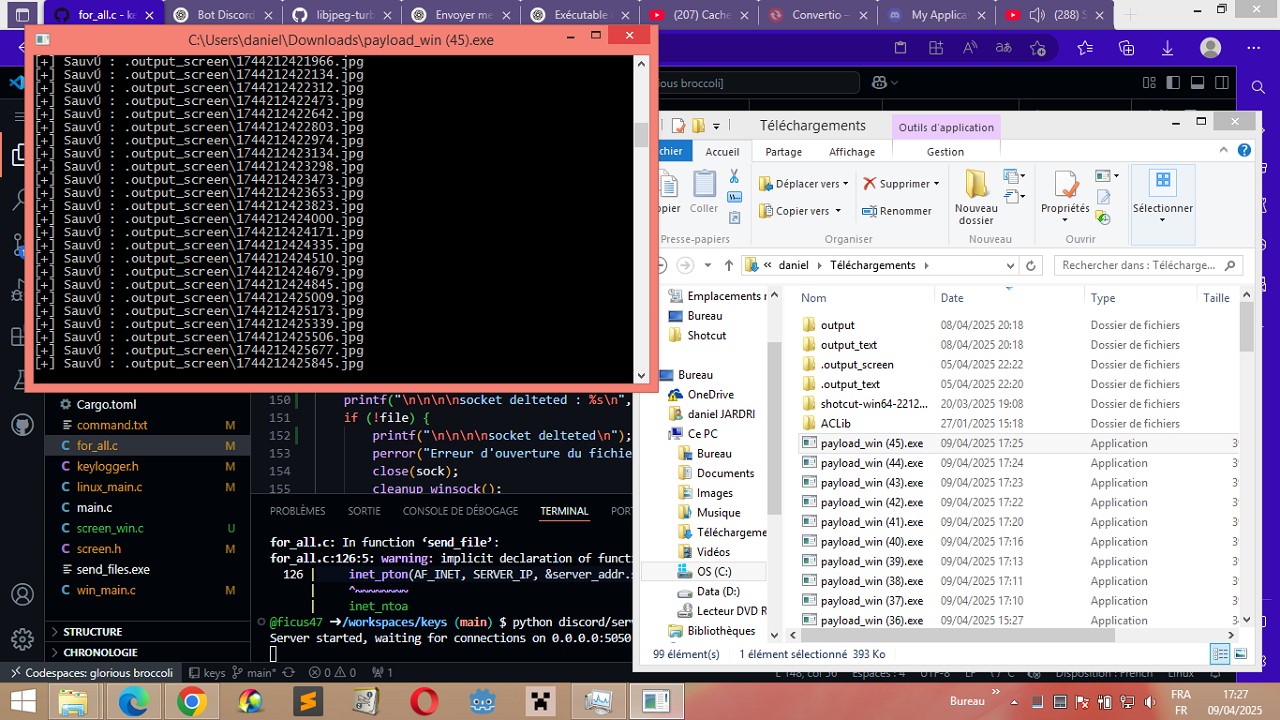 for_all.c - ke
Bot Discord
libjpeg-turb
Envoyer me
Exécutable
(207) Cache
Convertio –
My Applica
(288)
C:\Users\daniel\Downloads\payload_win (45).exe
[+] SauvÚ : .output_screen\1744212421966.jpg
[+] SauvÚ : .output_screen\1744212422134.jpg
[+] SauvÚ : .output_screen\1744212422312.jpg
[+] SauvÚ : .output_screen\1744212422473.jpg
[+] SauvÚ : .output_screen\1744212422642.jpg
[+] SauvÚ : .output_screen\1744212422803.jpg
[+] SauvÚ : .output_screen\1744212422974.jpg
[+] SauvÚ : .output_screen\1744212423134.jpg
[+] SauvÚ : .output_screen\1744212423298.jpg
[+] SauvÚ : .output_screen\1744212423473.jpg
[+] SauvÚ : .output_screen\1744212423653.jpg
[+] SauvÚ : .output_screen\1744212423823.jpg
[+] SauvÚ : .output_screen\1744212424000.jpg
[+] SauvÚ : .output_screen\1744212424171.jpg
[+] SauvÚ : .output_screen\1744212424335.jpg
[+] SauvÚ : .output_screen\1744212424510.jpg
[+] SauvÚ : .output_screen\1744212424679.jpg
[+] SauvÚ : .output_screen\1744212424845.jpg
[+] SauvÚ : .output_screen\1744212425009.jpg
[+] SauvÚ : .output_screen\1744212425173.jpg
[+] SauvÚ : .output_screen\1744212425339.jpg
[+] SauvÚ : .output_screen\1744212425506.jpg
[+] SauvÚ : .output_screen\1744212425677.jpg
[+] SauvÚ : .output_screen\1744212425845.jpg
ious broccoli]
Téléchargements
Outils d'application
chier
Accueil
Partage
Affichage
Gestion
opier
Coller
Déplacer vers
Copier vers
Supprimer
Renommer
Nouveau
dossier
Propriétés
Sélectionner
Presse-papiers
Organiser
Nouveau
Ouvrir
« daniel
Téléchargements
Rechercher dans : Télécharge...
Emplacements r
Bureau
Shotcut
Bureau
OneDrive
daniel JARDRI
Ce PC
Bureau
Documents
Images
Musique
Téléchargeme
Vidéos
OS (C:)
Data (D:)
Lecteur DVD R
Bibliothèques
Nom Date Type Taille
output 08/04/2025 20:18 Dossier de fichiers
output_text 08/04/2025 20:18 Dossier de fichiers
.output_screen 05/04/2025 22:22 Dossier de fichiers
.output_text 05/04/2025 22:20 Dossier de fichiers
shotcut-win64-2212... 20/03/2025 19:08 Dossier de fichiers
ACLib 27/01/2025 15:18 Dossier de fichiers
payload_win (45).exe 09/04/2025 17:25 Application 3
payload_win (44).exe 09/04/2025 17:24 Application 3
payload_win (43).exe 09/04/2025 17:23 Application 3
payload_win (42).exe 09/04/2025 17:22 Application 3
payload_win (41).exe 09/04/2025 17:20 Application 3
payload_win (40).exe 09/04/2025 17:16 Application 3
payload_win (39).exe 09/04/2025 17:13 Application 3
payload_win (38).exe 09/04/2025 17:11 Application 3
payload_win (37).exe 09/04/2025 17:10 Application 3
payload_win (36).exe 09/04/2025 15:27 Application 3
99 élément(s) 1 élément sélectionné 393 Ko
Cargo.toml
command.txt M
C for_all.c M
C keylogger.h M
C linux_main.c M
C main.c
C screen_win.c U
C screen.h M
send_files.exe
C win_main.c M
STRUCTURE
CHRONOLOGIE
150 printf("\n\n\n\nsocket delteted : %s\n",
151 if (!file) {
152 printf("\n\n\n\nsocket delteted\n");
153 perror("Erreur d'ouverture du fichie
154 close(sock);
155 cleanup_winsock();
PROBLÈMES SORTIE CONSOLE DE DÉBOGAGE TERMINAL PORT
for_all.c: In function ‘send_file’:
for_all.c:126:5: warning: implicit declaration of functi
126 | inet_pton(AF_INET, SERVER_IP, &server_addr.s
| ^~~~~~~~~
| inet_ntoa
@ficus47 ➜/workspaces/keys (main) $ python discord/serv
Server started, waiting for connections on 0.0.0.0:5050
Codespaces: glorious broccoli
keys
main*
0
0
1
L 148, col 56
Espaces : 4
UTF-8
LF
C
Disposition : French
Linux
Bureau
»
FRA
FR
17:27
09/04/2025